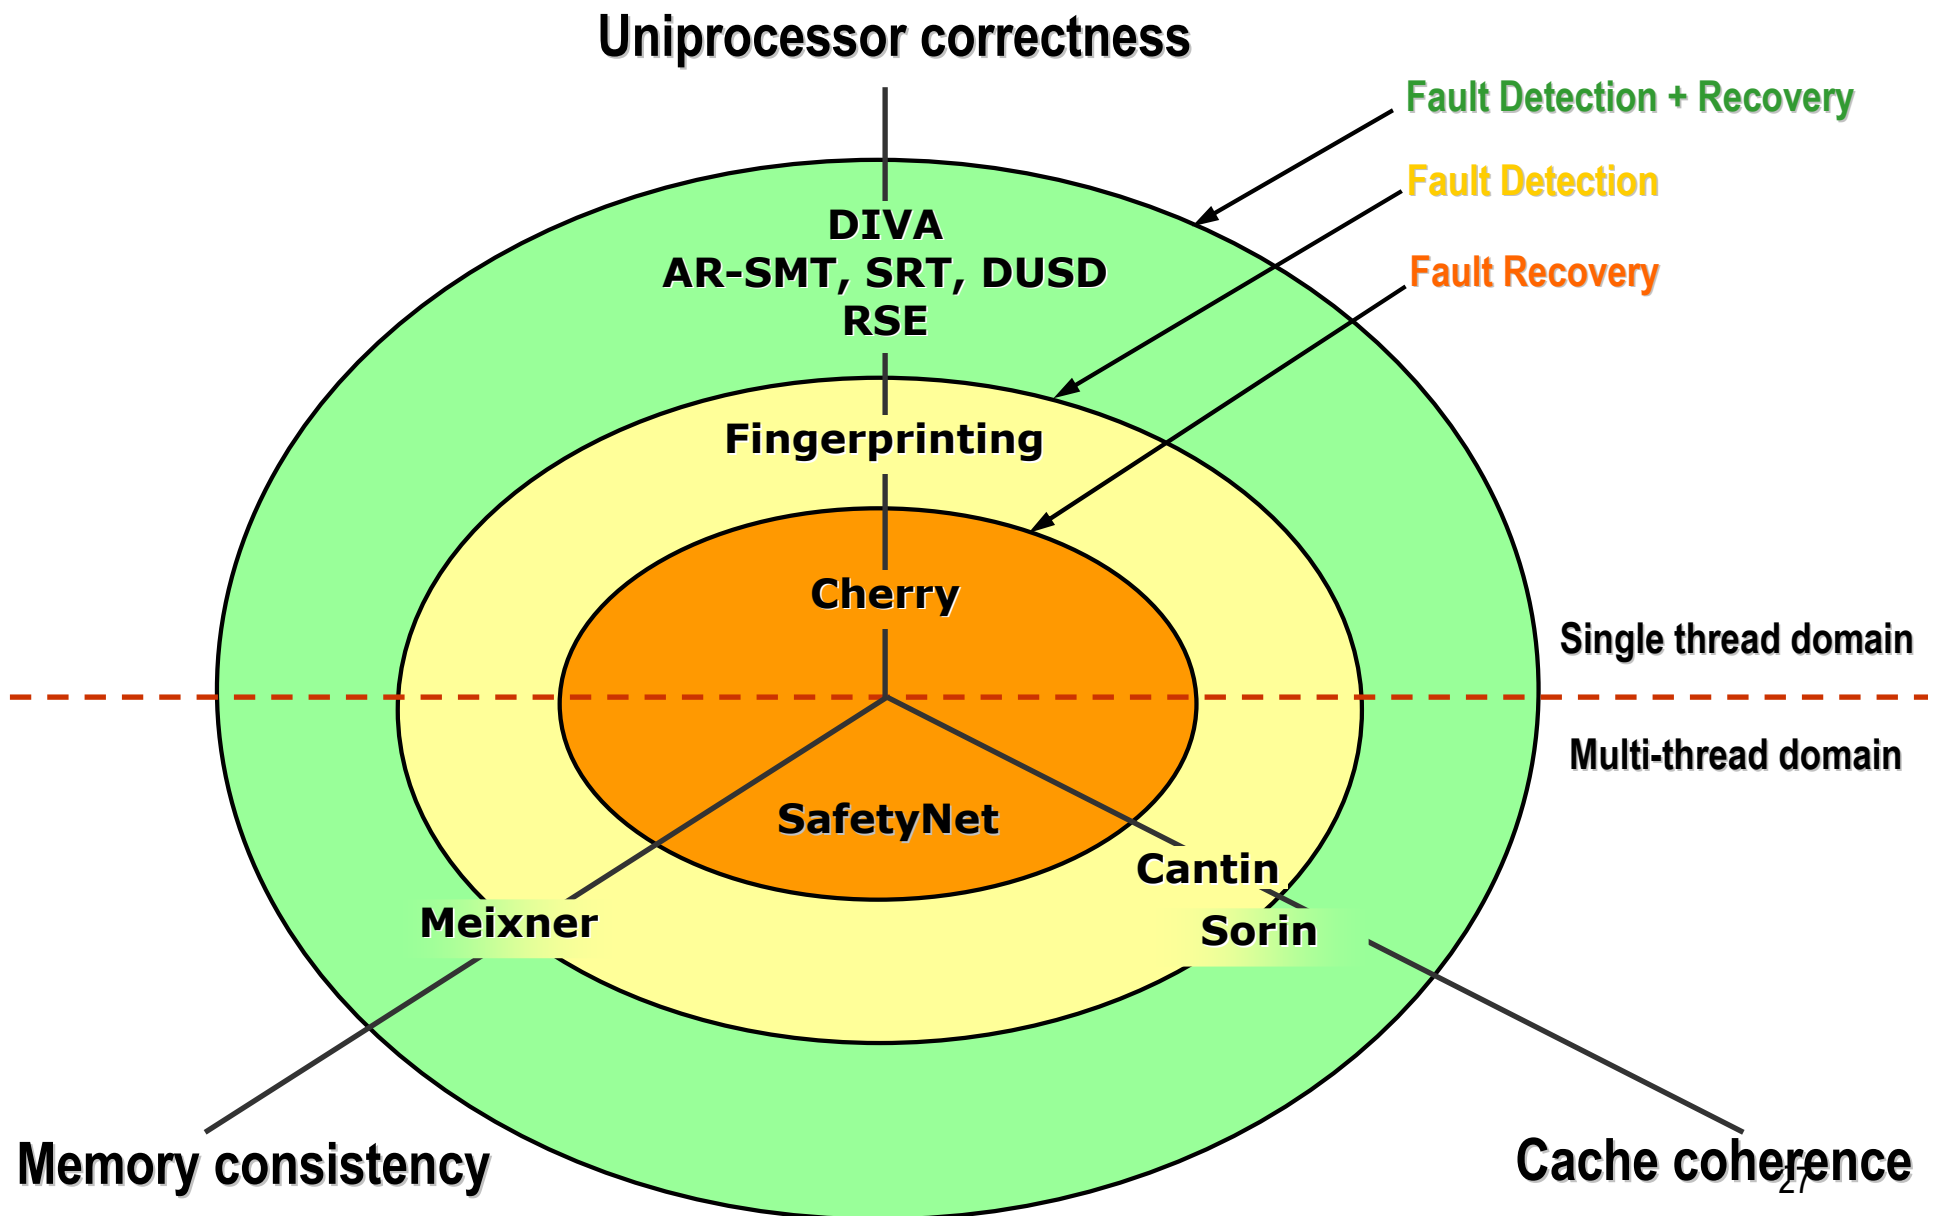 Uniprocessor correctness
Fault Detection + Recovery
Fault Detection
DIVA
AR-SMT, SRT, DUSD
RSE
Fault Recovery
Fingerprinting
Cherry
Single thread domain
Multi-thread domain
SafetyNet
Cantin
Meixner
Sorin
Memory consistency
Cache coherence
27